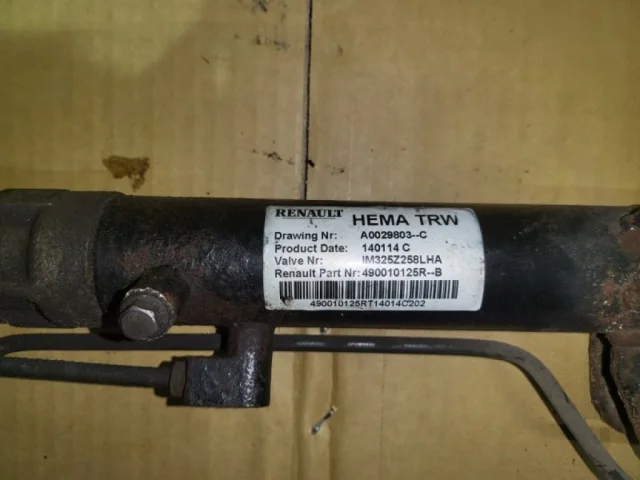 RENAULT HEMA TRW
Drawing Nr: A0029803--C
Product Date: 140114 C
Valve Nr: IM325Z258LHA
Renault Part Nr: 490010125R--B
490010125RT14014C202